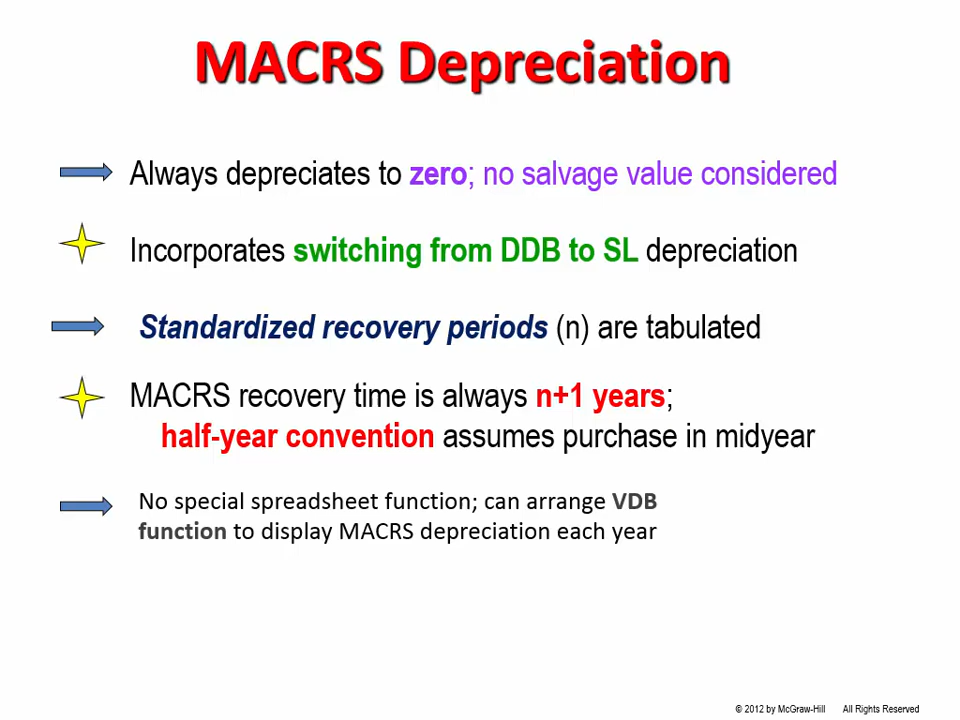 MACRS Depreciation
Always depreciates to zero; no salvage value considered
Incorporates switching from DDB to SL depreciation
Standardized recovery periods (n) are tabulated
MACRS recovery time is always n+1 years;
half-year convention assumes purchase in midyear
No special spreadsheet function; can arrange VDB
function to display MACRS depreciation each year
© 2012 by McGraw-Hill All Rights Reserved